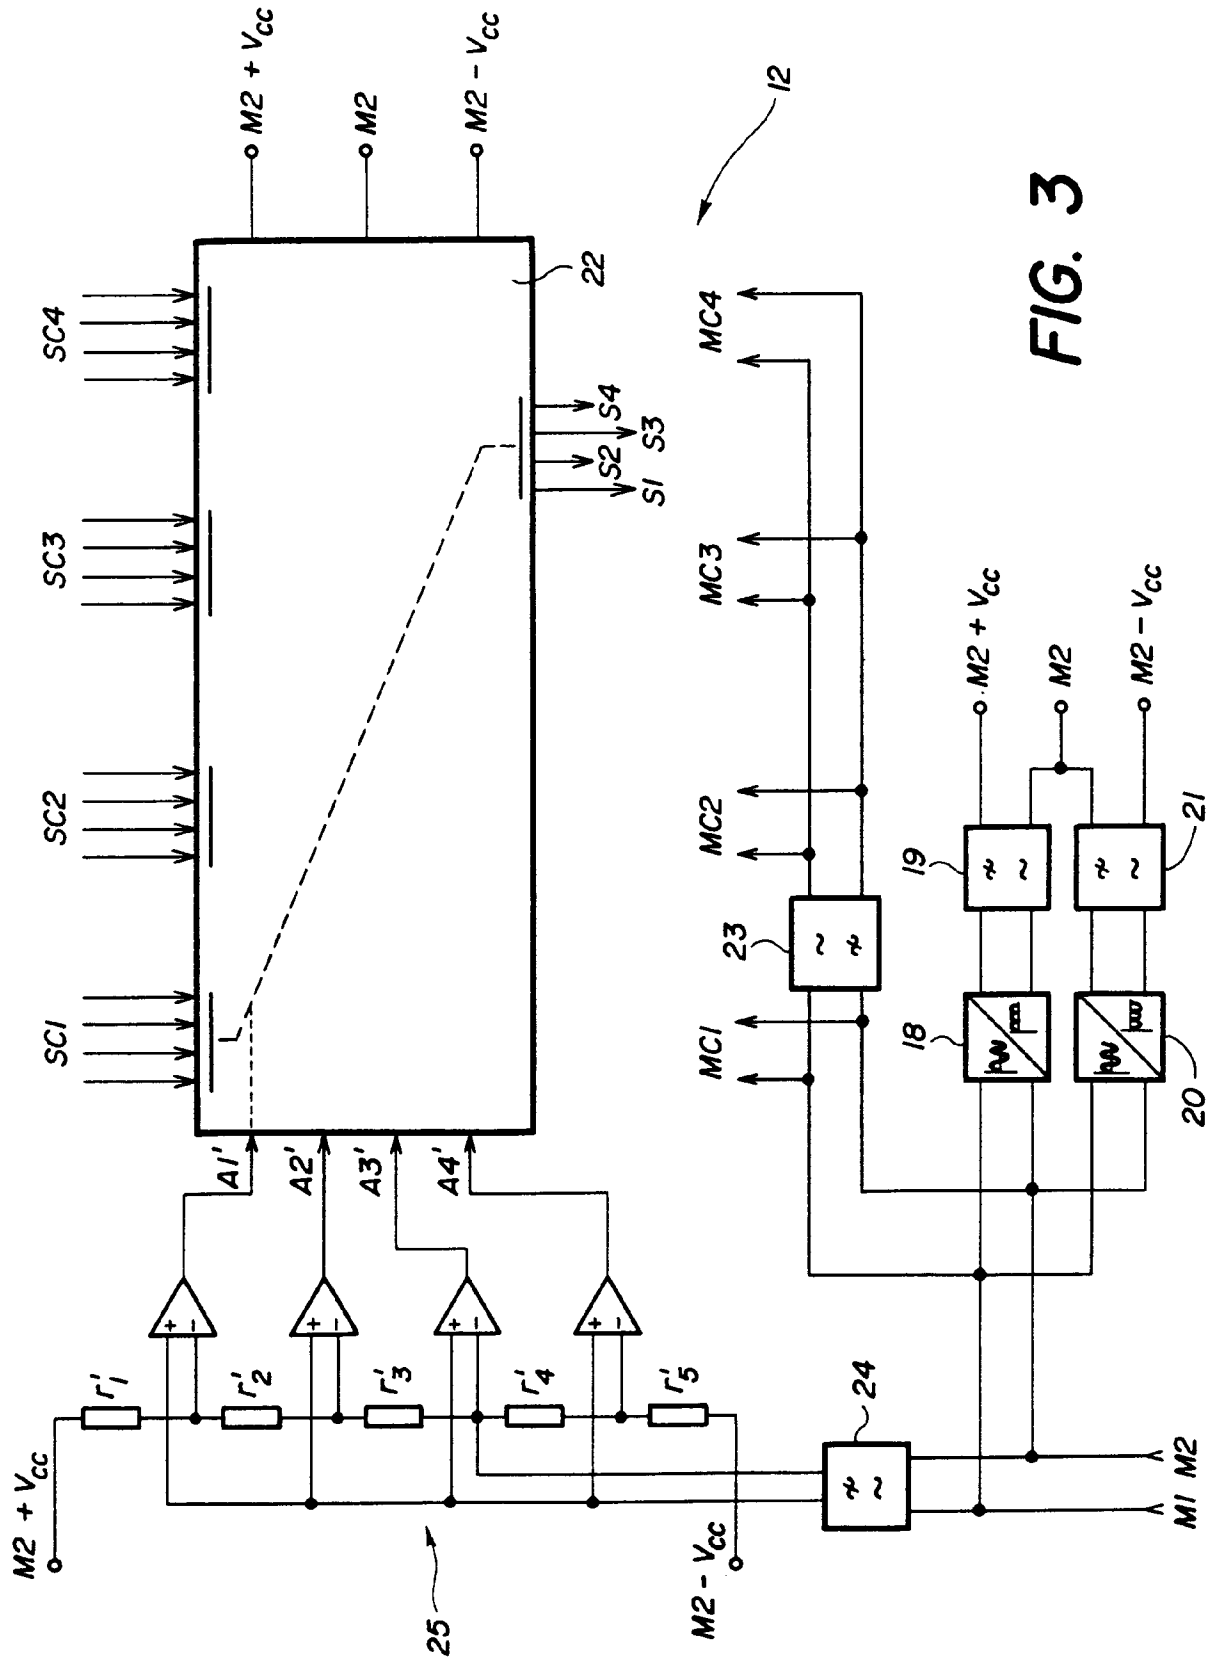 M2 + VCC
r'1
r'2
r'3
r'4
r'5
M2 - VCC
25
+
-
+
-
+
-
+
-
A1'
A2'
A3'
A4'
SC1
SC2
SC3
SC4
M2 + VCC
M2
M2 - VCC
22
S1
S2
S3
S4
12
MC1
MC2
MC3
MC4
23
24
M1
M2
18
19
20
21
M2 + VCC
M2
M2 - VCC
FIG. 3